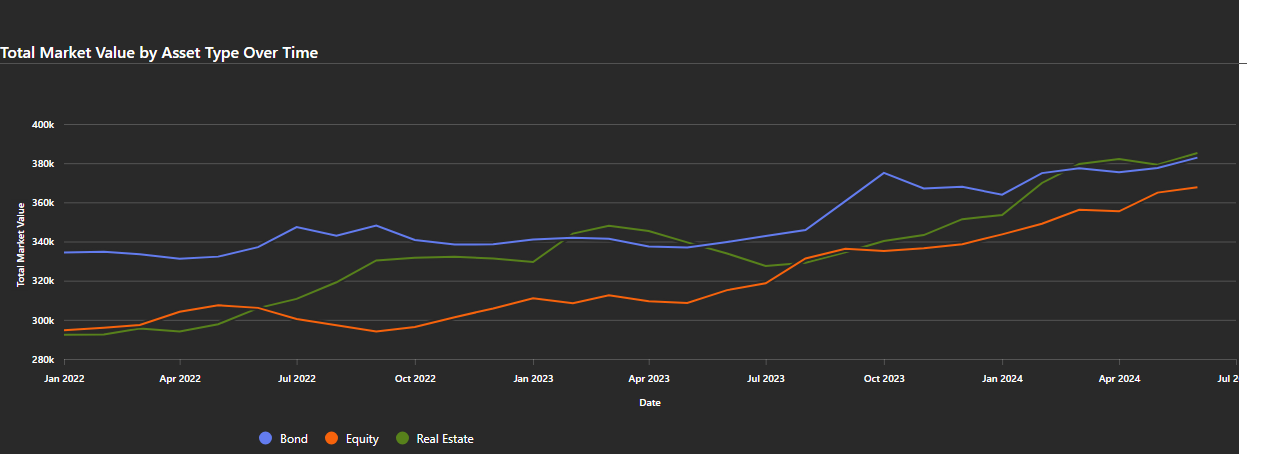 Total Market Value by Asset Type Over Time
400k
380k
360k
340k
320k
300k
280k
Total Market Value
Jan 2022 Apr 2022 Jul 2022 Oct 2022 Jan 2023 Apr 2023 Jul 2023 Oct 2023 Jan 2024 Apr 2024 Jul 2
Date
Bond Equity Real Estate